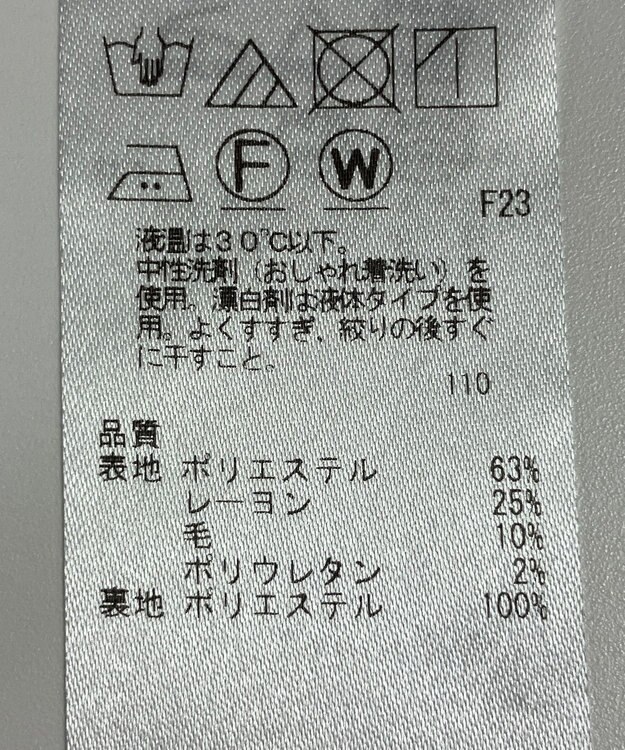 F
W
F23
液温は30℃以下。
中性洗剤（おしゃれ着洗い）を
使用。漂白剤は液体タイプを使
用。よくすすぎ、絞りの後すぐ
に干すこと。
110
品質
表地 ポリエステル 63%
レーヨン 25%
毛 10%
ポリウレタン 2%
裏地 ポリエステル 100%